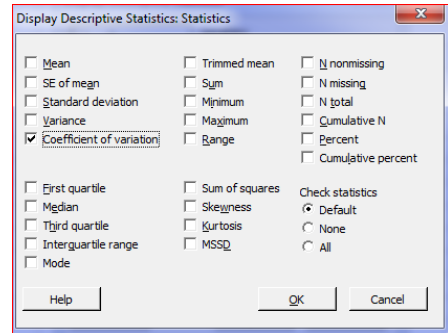 Display Descriptive Statistics: Statistics
Mean
SE of mean
Standard deviation
Variance
Coefficient of variation
Trimmed mean
Sum
Minimum
Maximum
Range
N nonmissing
N missing
N total
Cumulative N
Percent
Cumulative percent
First quartile
Median
Third quartile
Interquartile range
Mode
Sum of squares
Skewness
Kurtosis
MSSD
Check statistics
Default
None
All
Help
OK
Cancel